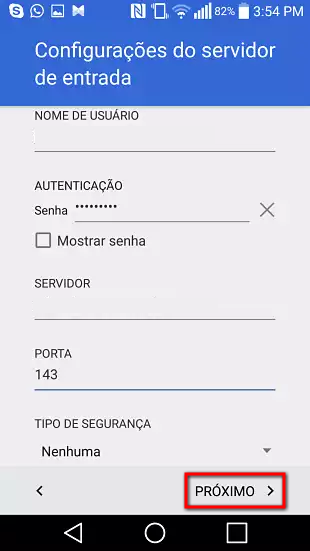 82% 3:54 PM
Configurações do servidor
de entrada
NOME DE USUÁRIO
AUTENTICAÇÃO
Senha •••••••••
Mostrar senha
SERVIDOR
PORTA
143
TIPO DE SEGURANÇA
Nenhuma
PRÓXIMO